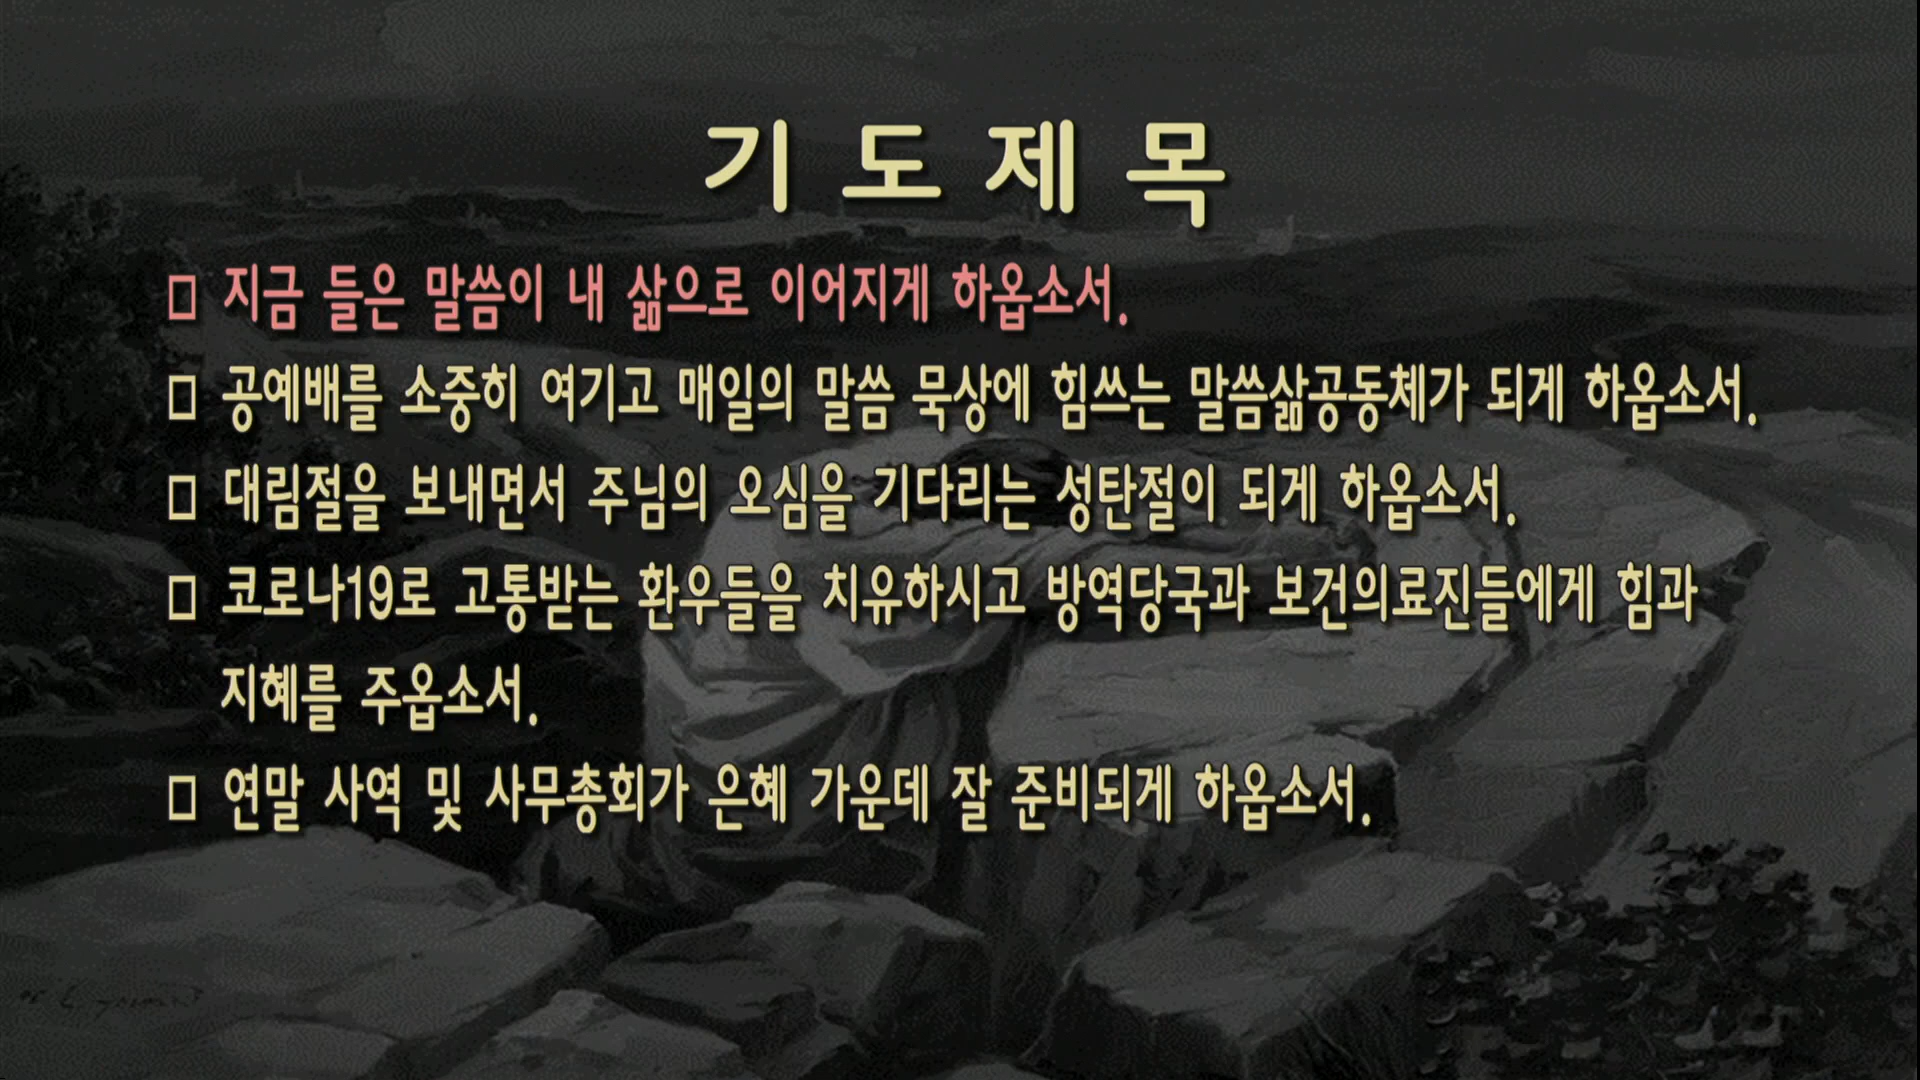 기 도 제 목
□ 지금 들은 말씀이 내 삶으로 이어지게 하옵소서.
□ 공예배를 소중히 여기고 매일의 말씀 묵상에 힘쓰는 말씀삶공동체가 되게 하옵소서.
□ 대림절을 보내면서 주님의 오심을 기다리는 성탄절이 되게 하옵소서.
□ 코로나19로 고통받는 환우들을 치유하시고 방역당국과 보건의료진들에게 힘과
지혜를 주옵소서.
□ 연말 사역 및 사무총회가 은혜 가운데 잘 준비되게 하옵소서.